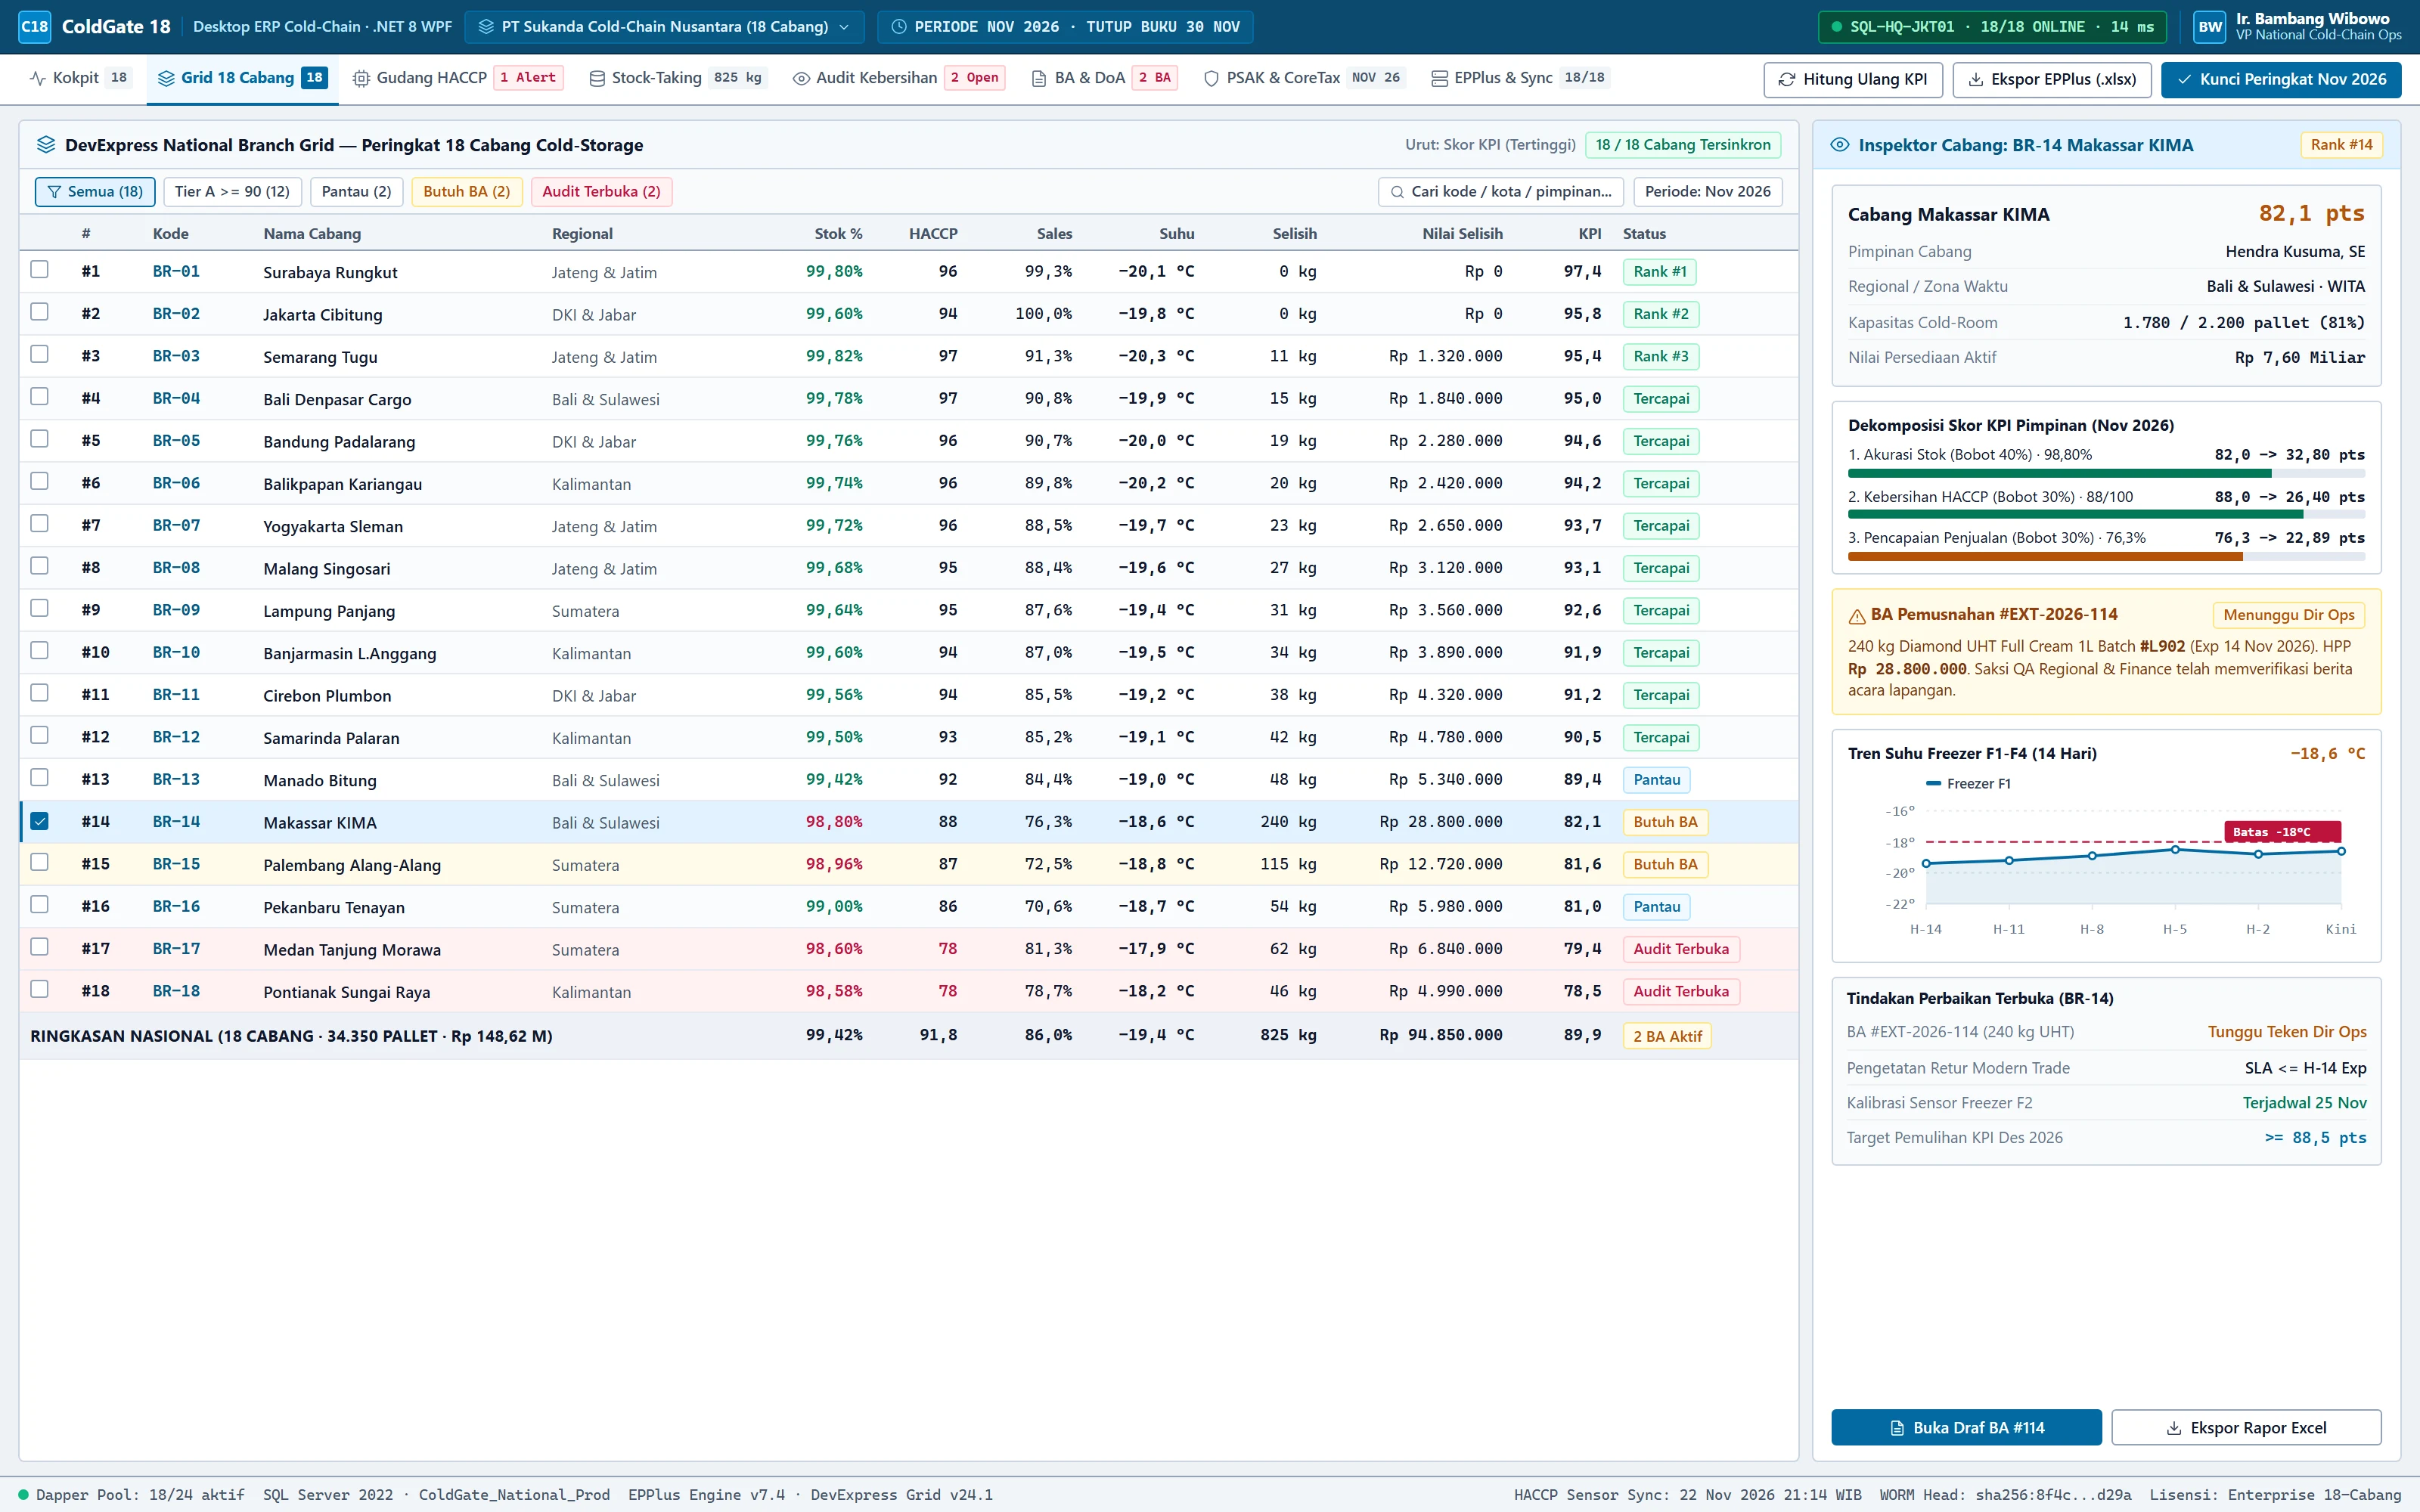 C18 ColdGate 18 Desktop ERP Cold-Chain · .NET 8 WPF PT Sukanda Cold-Chain Nusantara (18 Cabang) PERIODE NOV 2026 · TUTUP BUKU 30 NOV SQL-HQ-JKT01 · 18/18 ONLINE · 14 ms BW Ir. Bambang Wibowo
VP National Cold-Chain Ops
Kokpit 18 Grid 18 Cabang 18 Gudang HACCP 1 Alert Stock-Taking 825 kg Audit Kebersihan 2 Open BA & DoA 2 BA PSAK & CoreTax NOV 26 EPPlus & Sync 18/18 Hitung Ulang KPI Ekspor EPPlus (.xlsx) Kunci Peringkat Nov 2026
DevExpress National Branch Grid — Peringkat 18 Cabang Cold-Storage Urut: Skor KPI (Tertinggi) 18 / 18 Cabang Tersinkron
Semua (18) Tier A >= 90 (12) Pantau (2) Butuh BA (2) Audit Terbuka (2) Cari kode / kota / pimpinan... Periode: Nov 2026
# Kode Nama Cabang Regional Stok % HACCP Sales Suhu Selisih Nilai Selisih KPI Status
#1 BR-01 Surabaya Rungkut Jateng & Jatim 99,80% 96 99,3% -20,1 °C 0 kg Rp 0 97,4 Rank #1
#2 BR-02 Jakarta Cibitung DKI & Jabar 99,60% 94 100,0% -19,8 °C 0 kg Rp 0 95,8 Rank #2
#3 BR-03 Semarang Tugu Jateng & Jatim 99,82% 97 91,3% -20,3 °C 11 kg Rp 1.320.000 95,4 Rank #3
#4 BR-04 Bali Denpasar Cargo Bali & Sulawesi 99,78% 97 90,8% -19,9 °C 15 kg Rp 1.840.000 95,0 Tercapai
#5 BR-05 Bandung Padalarang DKI & Jabar 99,76% 96 90,7% -20,0 °C 19 kg Rp 2.280.000 94,6 Tercapai
#6 BR-06 Balikpapan Kariangau Kalimantan 99,74% 96 89,8% -20,2 °C 20 kg Rp 2.420.000 94,2 Tercapai
#7 BR-07 Yogyakarta Sleman Jateng & Jatim 99,72% 96 88,5% -19,7 °C 23 kg Rp 2.650.000 93,7 Tercapai
#8 BR-08 Malang Singosari Jateng & Jatim 99,68% 95 88,4% -19,6 °C 27 kg Rp 3.120.000 93,1 Tercapai
#9 BR-09 Lampung Panjang Sumatera 99,64% 95 87,6% -19,4 °C 31 kg Rp 3.560.000 92,6 Tercapai
#10 BR-10 Banjarmasin L.Anggang Kalimantan 99,60% 94 87,0% -19,5 °C 34 kg Rp 3.890.000 91,9 Tercapai
#11 BR-11 Cirebon Plumbon DKI & Jabar 99,56% 94 85,5% -19,2 °C 38 kg Rp 4.320.000 91,2 Tercapai
#12 BR-12 Samarinda Palaran Kalimantan 99,50% 93 85,2% -19,1 °C 42 kg Rp 4.780.000 90,5 Tercapai
#13 BR-13 Manado Bitung Bali & Sulawesi 99,42% 92 84,4% -19,0 °C 48 kg Rp 5.340.000 89,4 Pantau
#14 BR-14 Makassar KIMA Bali & Sulawesi 98,80% 88 76,3% -18,6 °C 240 kg Rp 28.800.000 82,1 Butuh BA
#15 BR-15 Palembang Alang-Alang Sumatera 98,96% 87 72,5% -18,8 °C 115 kg Rp 12.720.000 81,6 Butuh BA
#16 BR-16 Pekanbaru Tenayan Sumatera 99,00% 86 70,6% -18,7 °C 54 kg Rp 5.980.000 81,0 Pantau
#17 BR-17 Medan Tanjung Morawa Sumatera 98,60% 78 81,3% -17,9 °C 62 kg Rp 6.840.000 79,4 Audit Terbuka
#18 BR-18 Pontianak Sungai Raya Kalimantan 98,58% 78 78,7% -18,2 °C 46 kg Rp 4.990.000 78,5 Audit Terbuka
RINGKASAN NASIONAL (18 CABANG · 34.350 PALLET · Rp 148,62 M) 99,42% 91,8 86,0% -19,4 °C 825 kg Rp 94.850.000 89,9 2 BA Aktif
Inspektor Cabang: BR-14 Makassar KIMA Rank #14
Cabang Makassar KIMA 82,1 pts
Pimpinan Cabang Hendra Kusuma, SE
Regional / Zona Waktu Bali & Sulawesi · WITA
Kapasitas Cold-Room 1.780 / 2.200 pallet (81%)
Nilai Persediaan Aktif Rp 7,60 Miliar
Dekomposisi Skor KPI Pimpinan (Nov 2026)
1. Akurasi Stok (Bobot 40%) · 98,80% 82,0 -> 32,80 pts
2. Kebersihan HACCP (Bobot 30%) · 88/100 88,0 -> 26,40 pts
3. Pencapaian Penjualan (Bobot 30%) · 76,3% 76,3 -> 22,89 pts
BA Pemusnahan #EXT-2026-114 Menunggu Dir Ops
240 kg Diamond UHT Full Cream 1L Batch #L902 (Exp 14 Nov 2026). HPP
Rp 28.800.000. Saksi QA Regional & Finance telah memverifikasi berita
acara lapangan.
Tren Suhu Freezer F1-F4 (14 Hari) -18,6 °C
Freezer F1
-16°
Batas -18°C
-18°
-20°
-22°
H-14 H-11 H-8 H-5 H-2 Kini
Tindakan Perbaikan Terbuka (BR-14)
BA #EXT-2026-114 (240 kg UHT) Tunggu Teken Dir Ops
Pengetatan Retur Modern Trade SLA <= H-14 Exp
Kalibrasi Sensor Freezer F2 Terjadwal 25 Nov
Target Pemulihan KPI Des 2026 >= 88,5 pts
Buka Draf BA #114 Ekspor Rapor Excel
Dapper Pool: 18/24 aktif SQL Server 2022 · ColdGate_National_Prod EPPlus Engine v7.4 · DevExpress Grid v24.1 HACCP Sensor Sync: 22 Nov 2026 21:14 WIB WORM Head: sha256:8f4c...d29a Lisensi: Enterprise 18-Cabang